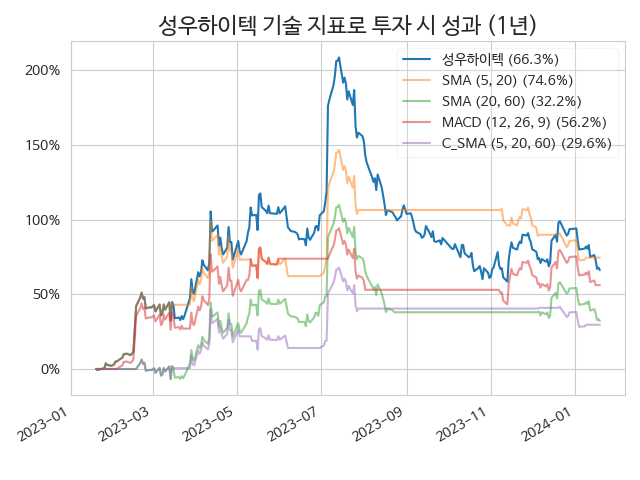 성우하이텍 기술 지표로 투자 시 성과 (1년)
성우하이텍 (66.3%)
SMA (5, 20) (74.6%)
SMA (20, 60) (32.2%)
MACD (12, 26, 9) (56.2%)
C_SMA (5, 20, 60) (29.6%)
200%
150%
100%
50%
0%
2023-01
2023-03
2023-05
2023-07
2023-09
2023-11
2024-01